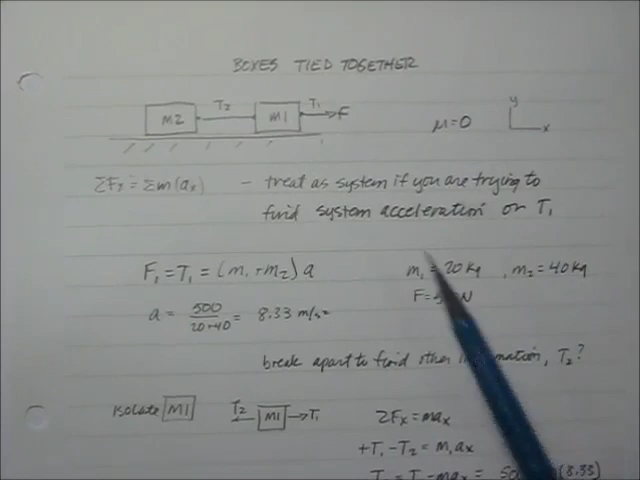 BOXES TIED TOGETHER
M2 T2 M1 T1 F
μ=0 y x
ΣFx = Σm(ax) - treat as system if you are trying to
find system acceleration or T1
F1 = T1 = (m1+m2) a
m1 = 20 kg , m2 = 40 kg
a = 500/20+40 = 8.33 m/s²
F= N
break apart to find other , T2?
isolate M1 T2 M1 T1
ΣFx = max
+T1 - T2 = m1ax
(8.33)